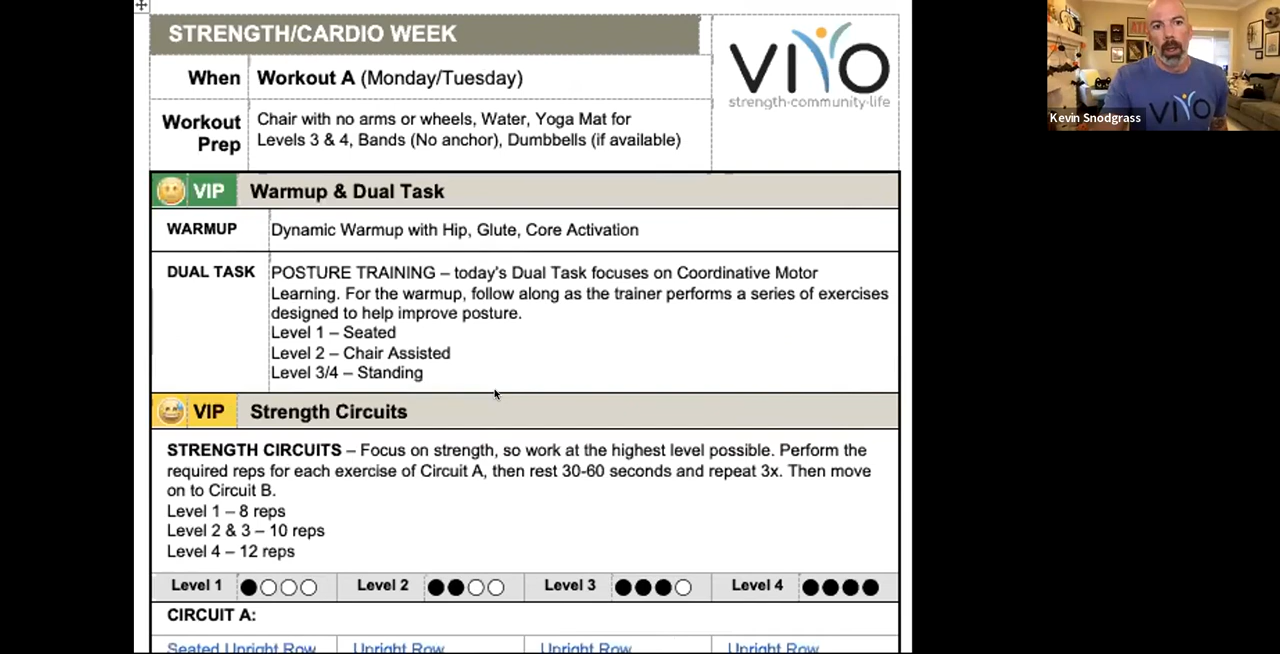 STRENGTH/CARDIO WEEK
When
Workout A (Monday/Tuesday)
Workout Prep
Chair with no arms or wheels, Water, Yoga Mat for
Levels 3 & 4, Bands (No anchor), Dumbbells (if available)
VIVO
strength·community·life
Kevin Snodgrass
VIVO
VIP Warmup & Dual Task
WARMUP
Dynamic Warmup with Hip, Glute, Core Activation
DUAL TASK
POSTURE TRAINING – today's Dual Task focuses on Coordinative Motor
Learning. For the warmup, follow along as the trainer performs a series of exercises
designed to help improve posture.
Level 1 – Seated
Level 2 – Chair Assisted
Level 3/4 – Standing
VIP Strength Circuits
STRENGTH CIRCUITS – Focus on strength, so work at the highest level possible. Perform the
required reps for each exercise of Circuit A, then rest 30-60 seconds and repeat 3x. Then move
on to Circuit B.
Level 1 – 8 reps
Level 2 & 3 – 10 reps
Level 4 – 12 reps
Level 1 Level 2 Level 3 Level 4
CIRCUIT A:
Seated Upright Row Upright Row Upright Row Upright Row